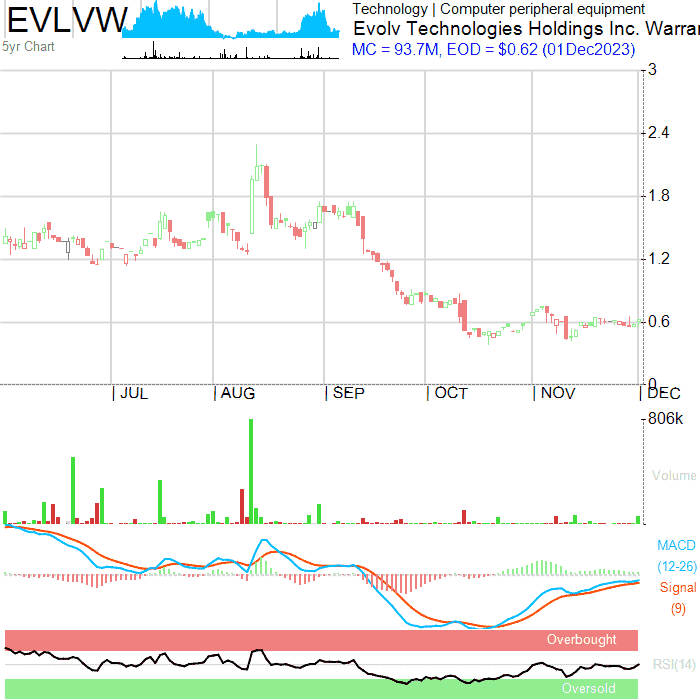 EVLVW
5yr Chart
Technology | Computer peripheral equipment
Evolv Technologies Holdings Inc. Warrar
MC = 93.7M, EOD = $0.62 (01Dec2023)
3
2.4
1.8
1.2
0.6
0
| JUL | AUG | SEP | OCT | NOV | DEC
806k
Volume
MACD
(12-26)
Signal
(9)
Overbought
RSI(14)
Oversold